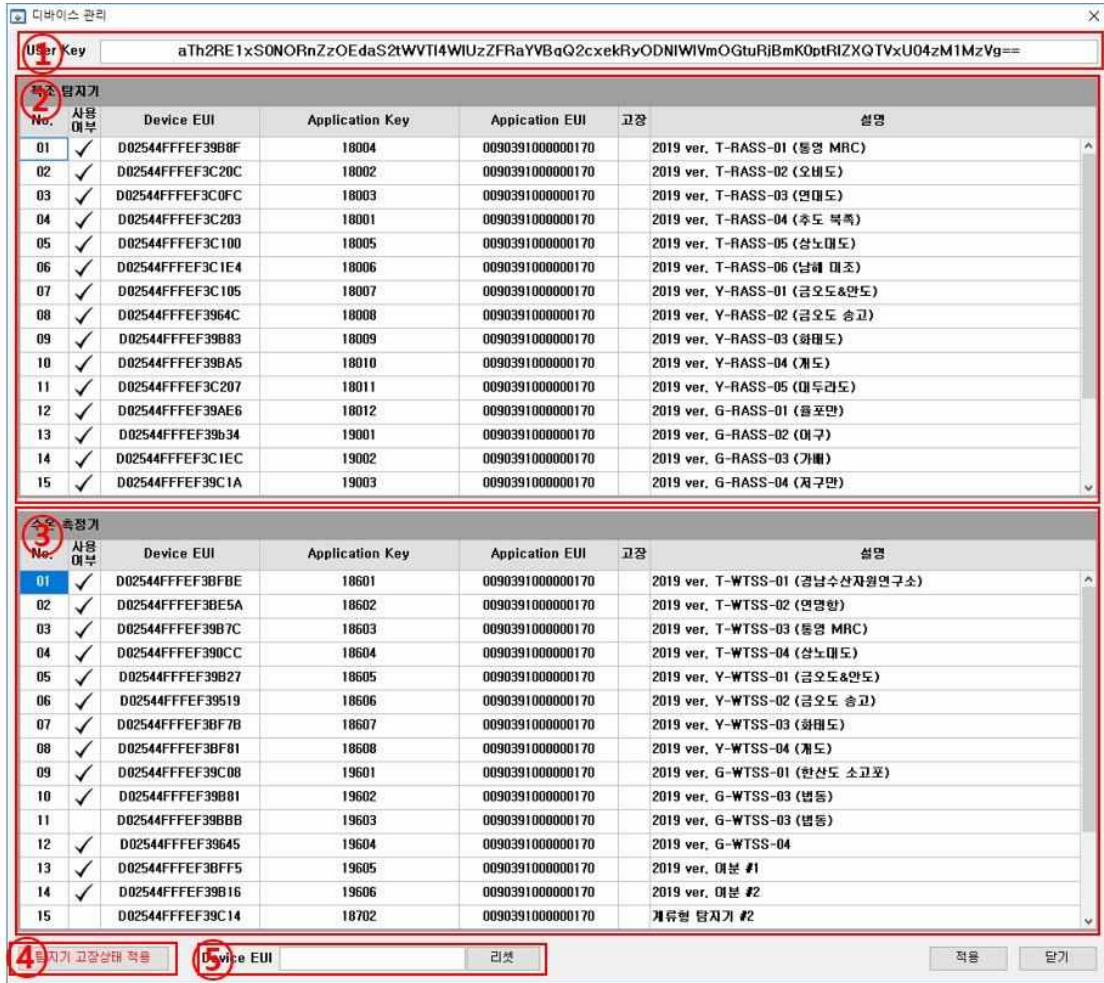 디바이스 관리
① User Key aTh2RE1xS0NORnZzOEdaS2tWVTI4WlUzZFRaYVBqQ2cxekRyODNIWlVmOGtuRjBmK0ptRlZXQTVxU04zM1MzVg==
② 적조 탐지기
No. 사용여부 Device EUI Application Key Appication EUI 고장 설명
01 ✓ D02544FFFEF39B8F 18004 0090391000000170 2019 ver. T-RASS-01 (통영 MRC)
02 ✓ D02544FFFEF3C20C 18002 0090391000000170 2019 ver. T-RASS-02 (오비도)
03 ✓ D02544FFFEF3C0FC 18003 0090391000000170 2019 ver. T-RASS-03 (연대도)
04 ✓ D02544FFFEF3C203 18001 0090391000000170 2019 ver. T-RASS-04 (추도 북쪽)
05 ✓ D02544FFFEF3C100 18005 0090391000000170 2019 ver. T-RASS-05 (상노대도)
06 ✓ D02544FFFEF3C1E4 18006 0090391000000170 2019 ver. T-RASS-06 (남해 미조)
07 ✓ D02544FFFEF3C105 18007 0090391000000170 2019 ver. Y-RASS-01 (금오도&안도)
08 ✓ D02544FFFEF3964C 18008 0090391000000170 2019 ver. Y-RASS-02 (금오도 송고)
09 ✓ D02544FFFEF39B83 18009 0090391000000170 2019 ver. Y-RASS-03 (화태도)
10 ✓ D02544FFFEF39BA5 18010 0090391000000170 2019 ver. Y-RASS-04 (개도)
11 ✓ D02544FFFEF3C207 18011 0090391000000170 2019 ver. Y-RASS-05 (대두라도)
12 ✓ D02544FFFEF39AE6 18012 0090391000000170 2019 ver. G-RASS-01 (율포만)
13 ✓ D02544FFFEF39b34 19001 0090391000000170 2019 ver. G-RASS-02 (어구)
14 ✓ D02544FFFEF3C1EC 19002 0090391000000170 2019 ver. G-RASS-03 (가배)
15 ✓ D02544FFFEF39C1A 19003 0090391000000170 2019 ver. G-RASS-04 (저구만)
③ 수온 측정기
No. 사용여부 Device EUI Application Key Appication EUI 고장 설명
01 ✓ D02544FFFEF3BFBE 18601 0090391000000170 2019 ver. T-WTSS-01 (경남수산자원연구소)
02 ✓ D02544FFFEF3BE5A 18602 0090391000000170 2019 ver. T-WTSS-02 (연명항)
03 ✓ D02544FFFEF39B7C 18603 0090391000000170 2019 ver. T-WTSS-03 (통영 MRC)
04 ✓ D02544FFFEF390CC 18604 0090391000000170 2019 ver. T-WTSS-04 (상노대도)
05 ✓ D02544FFFEF39B27 18605 0090391000000170 2019 ver. Y-WTSS-01 (금오도&안도)
06 ✓ D02544FFFEF39519 18606 0090391000000170 2019 ver. Y-WTSS-02 (금오도 송고)
07 ✓ D02544FFFEF3BF7B 18607 0090391000000170 2019 ver. Y-WTSS-03 (화태도)
08 ✓ D02544FFFEF3BF81 18608 0090391000000170 2019 ver. Y-WTSS-04 (개도)
09 ✓ D02544FFFEF39C08 19601 0090391000000170 2019 ver. G-WTSS-01 (한산도 소고포)
10 ✓ D02544FFFEF39B81 19602 0090391000000170 2019 ver. G-WTSS-03 (법동)
11 D02544FFFEF39BBB 19603 0090391000000170 2019 ver. G-WTSS-03 (법동)
12 ✓ D02544FFFEF39645 19604 0090391000000170 2019 ver. G-WTSS-04
13 ✓ D02544FFFEF3BFF5 19605 0090391000000170 2019 ver. 여분 #1
14 ✓ D02544FFFEF39B16 19606 0090391000000170 2019 ver. 여분 #2
15 D02544FFFEF39C14 18702 0090391000000170 계류형 탐지기 #2
④ 탐지기 고장상태 적용 ⑤ Device EUI 리셋 적용 닫기